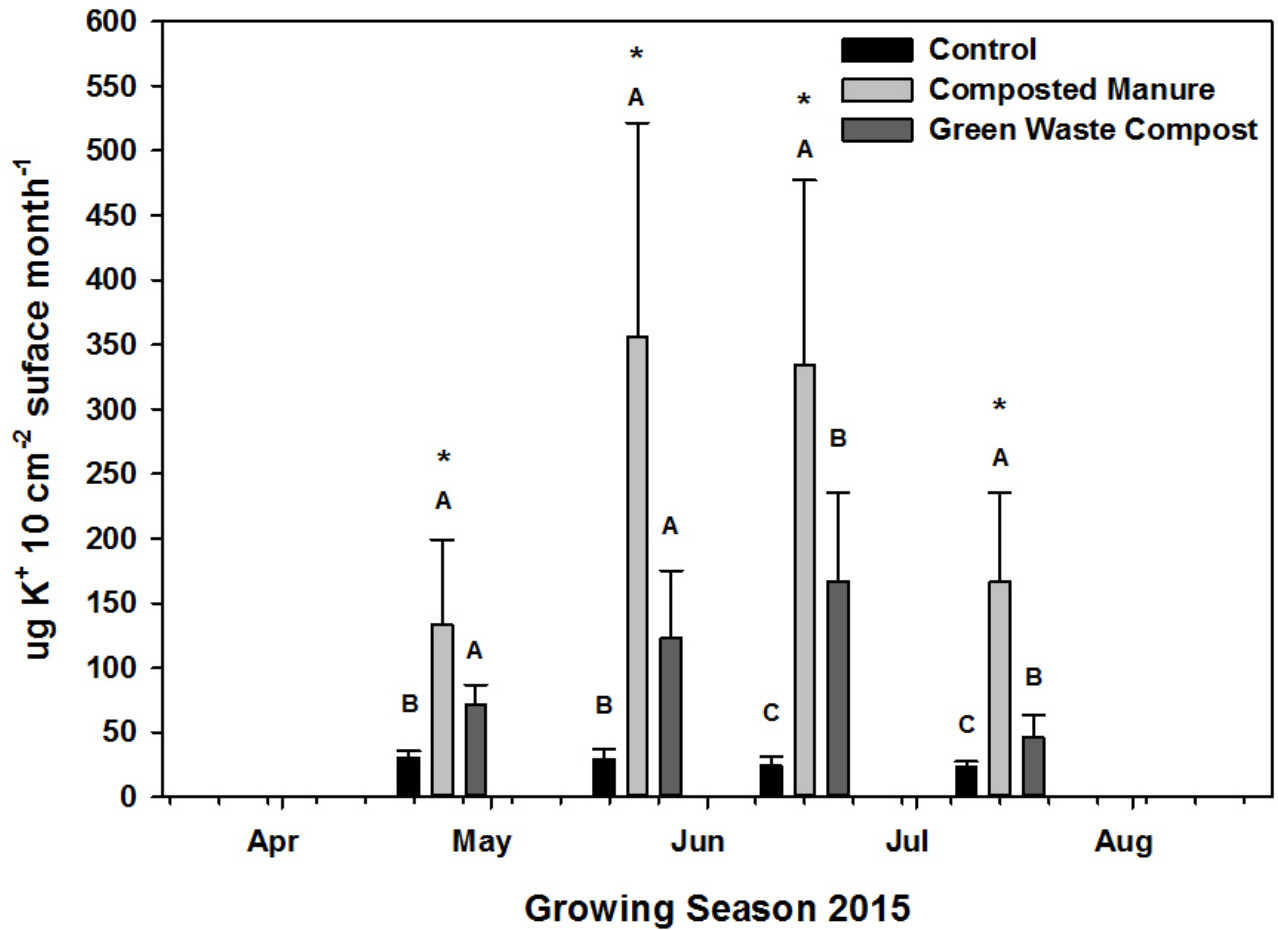 600
550
500
450
400
350
300
250
200
150
100
50
0
ug K⁺ 10 cm⁻² suface month⁻¹
Control
Composted Manure
Green Waste Compost
*
A
*
A
*
A
B
*
A
A
A
B
B
A
B
C
B
C
Apr May Jun Jul Aug
Growing Season 2015